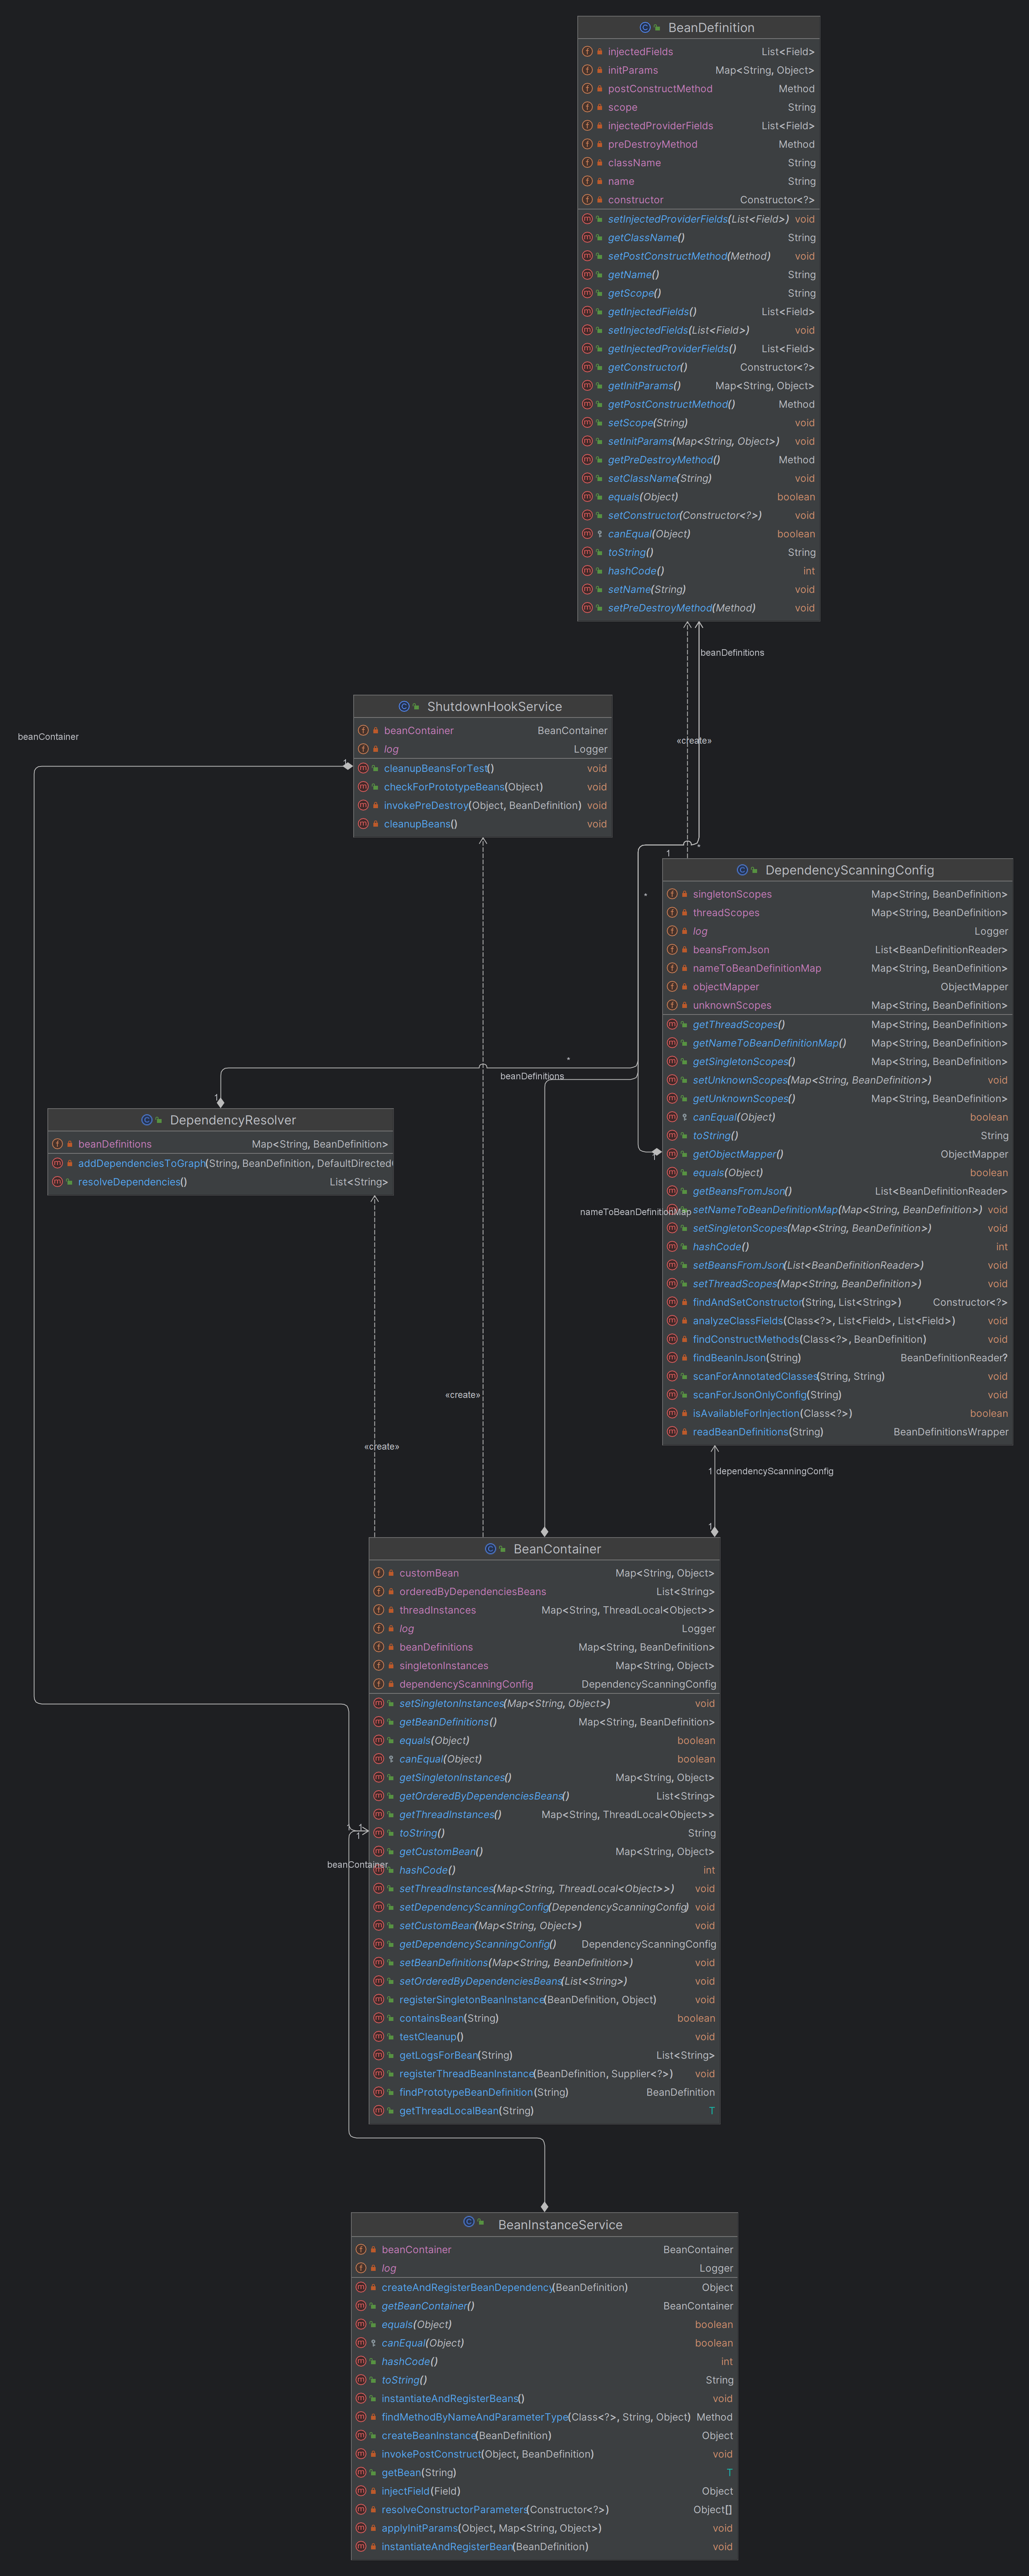 BeanDefinition
injectedFields List<Field>
initParams Map<String, Object>
postConstructMethod Method
scope String
injectedProviderFields List<Field>
preDestroyMethod Method
className String
name String
constructor Constructor<?>
setInjectedProviderFields(List<Field>) void
getClassName() String
setPostConstructMethod(Method) void
getName() String
getScope() String
getInjectedFields() List<Field>
setInjectedFields(List<Field>) void
getInjectedProviderFields() List<Field>
getConstructor() Constructor<?>
getInitParams() Map<String, Object>
getPostConstructMethod() Method
setScope(String) void
setInitParams(Map<String, Object>) void
getPreDestroyMethod() Method
setClassName(String) void
equals(Object) boolean
setConstructor(Constructor<?>) void
canEqual(Object) boolean
toString() String
hashCode() int
setName(String) void
setPreDestroyMethod(Method) void
beanDefinitions
«create»
ShutdownHookService
beanContainer BeanContainer
log Logger
cleanupBeansForTest() void
checkForPrototypeBeans(Object) void
invokePreDestroy(Object, BeanDefinition) void
cleanupBeans() void
beanContainer
1
*
1
*
DependencyScanningConfig
singletonScopes Map<String, BeanDefinition>
threadScopes Map<String, BeanDefinition>
log Logger
beansFromJson List<BeanDefinitionReader>
nameToBeanDefinitionMap Map<String, BeanDefinition>
objectMapper ObjectMapper
unknownScopes Map<String, BeanDefinition>
getThreadScopes() Map<String, BeanDefinition>
getNameToBeanDefinitionMap() Map<String, BeanDefinition>
getSingletonScopes() Map<String, BeanDefinition>
setUnknownScopes(Map<String, BeanDefinition>) void
getUnknownScopes() Map<String, BeanDefinition>
canEqual(Object) boolean
toString() String
getObjectMapper() ObjectMapper
equals(Object) boolean
getBeansFromJson() List<BeanDefinitionReader>
setNameToBeanDefinitionMap(Map<String, BeanDefinition>) void
setSingletonScopes(Map<String, BeanDefinition>) void
hashCode() int
setBeansFromJson(List<BeanDefinitionReader>) void
setThreadScopes(Map<String, BeanDefinition>) void
findAndSetConstructor(String, List<String>) Constructor<?>
analyzeClassFields(Class<?>, List<Field>, List<Field>) void
findConstructMethods(Class<?>, BeanDefinition) void
findBeanInJson(String) BeanDefinitionReader?
scanForAnnotatedClasses(String, String) void
scanForJsonOnlyConfig(String) void
isAvailableForInjection(Class<?>) boolean
readBeanDefinitions(String) BeanDefinitionsWrapper
*
beanDefinitions
1
1
nameToBeanDefinitionMap
DependencyResolver
beanDefinitions Map<String, BeanDefinition>
addDependenciesToGraph(String, BeanDefinition, DefaultDirected
resolveDependencies() List<String>
«create»
«create»
1 dependencyScanningConfig
1
BeanContainer
customBean Map<String, Object>
orderedByDependenciesBeans List<String>
threadInstances Map<String, ThreadLocal<Object>>
log Logger
beanDefinitions Map<String, BeanDefinition>
singletonInstances Map<String, Object>
dependencyScanningConfig DependencyScanningConfig
setSingletonInstances(Map<String, Object>) void
getBeanDefinitions() Map<String, BeanDefinition>
equals(Object) boolean
canEqual(Object) boolean
getSingletonInstances() Map<String, Object>
getOrderedByDependenciesBeans() List<String>
getThreadInstances() Map<String, ThreadLocal<Object>>
toString() String
getCustomBean() Map<String, Object>
hashCode() int
setThreadInstances(Map<String, ThreadLocal<Object>>) void
setDependencyScanningConfig(DependencyScanningConfig) void
setCustomBean(Map<String, Object>) void
getDependencyScanningConfig() DependencyScanningConfig
setBeanDefinitions(Map<String, BeanDefinition>) void
setOrderedByDependenciesBeans(List<String>) void
registerSingletonBeanInstance(BeanDefinition, Object) void
containsBean(String) boolean
testCleanup() void
getLogsForBean(String) List<String>
registerThreadBeanInstance(BeanDefinition, Supplier<?>) void
findPrototypeBeanDefinition(String) BeanDefinition
getThreadLocalBean(String) T
1
1
beanContainer
BeanInstanceService
beanContainer BeanContainer
log Logger
createAndRegisterBeanDependency(BeanDefinition) Object
getBeanContainer() BeanContainer
equals(Object) boolean
canEqual(Object) boolean
hashCode() int
toString() String
instantiateAndRegisterBeans() void
findMethodByNameAndParameterType(Class<?>, String, Object) Method
createBeanInstance(BeanDefinition) Object
invokePostConstruct(Object, BeanDefinition) void
getBean(String) T
injectField(Field) Object
resolveConstructorParameters(Constructor<?>) Object[]
applyInitParams(Object, Map<String, Object>) void
instantiateAndRegisterBean(BeanDefinition) void